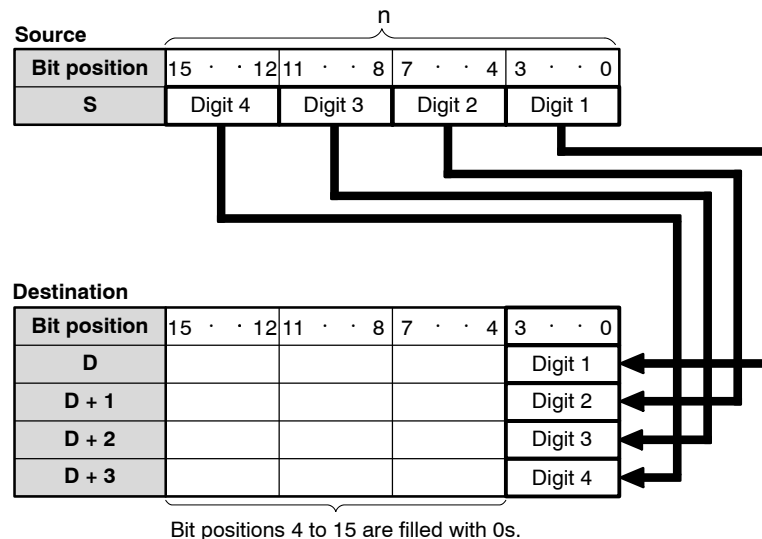 n
Source
Bit position 15 · · 12 11 · · 8 7 · · 4 3 · · 0
S Digit 4 Digit 3 Digit 2 Digit 1
Destination
Bit position 15 · · 12 11 · · 8 7 · · 4 3 · · 0
D Digit 1
D + 1 Digit 2
D + 2 Digit 3
D + 3 Digit 4
Bit positions 4 to 15 are filled with 0s.